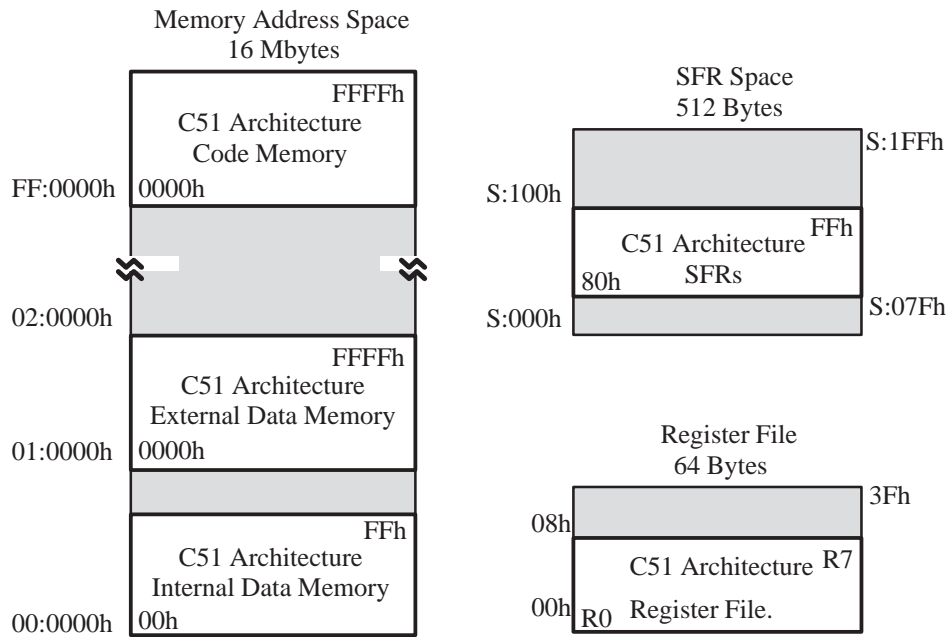 Memory Address Space
16 Mbytes
FFFFh
C51 Architecture
Code Memory
FF:0000h
0000h
02:0000h
FFFFh
C51 Architecture
External Data Memory
01:0000h
0000h
FFh
C51 Architecture
Internal Data Memory
00:0000h
00h
SFR Space
512 Bytes
S:1FFh
S:100h
FFh
C51 Architecture
SFRs
80h
S:000h
S:07Fh
Register File
64 Bytes
3Fh
08h
C51 Architecture R7
00h
R0 Register File.